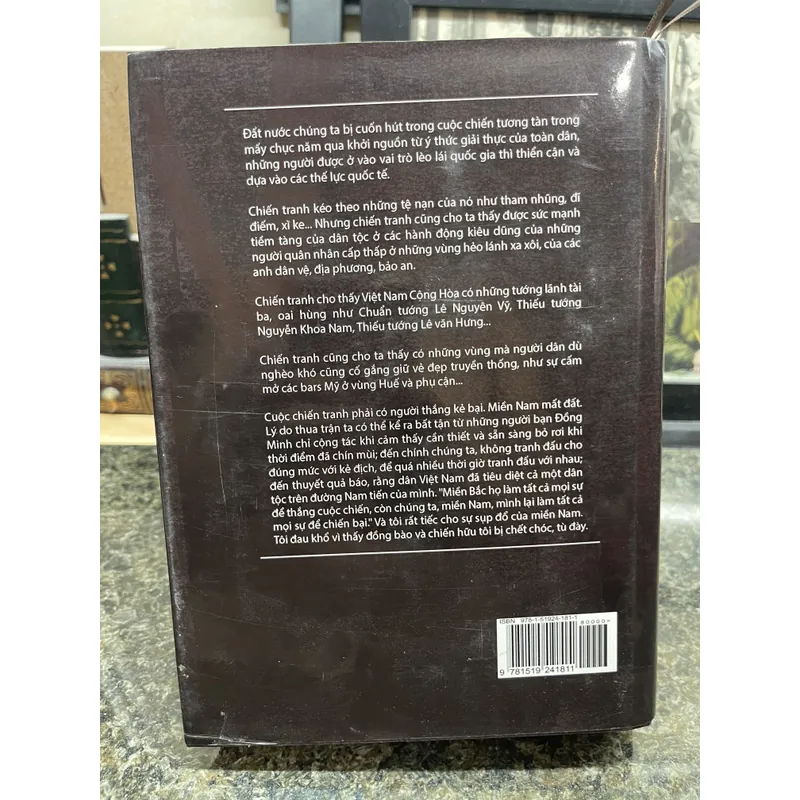 Đất nước chúng ta bị cuốn hút trong cuộc chiến tương tàn trong
mấy chục năm qua khởi nguồn từ ý thức giải thực của toàn dân,
những người được ở vào vai trò lèo lái quốc gia thì thiển cận và
dựa vào các thế lực quốc tế.
Chiến tranh kéo theo những tệ nạn của nó như tham nhũng, đĩ
điếm, xì ke... Nhưng chiến tranh cũng cho ta thấy được sức mạnh
tiềm tàng của dân tộc ở các hành động kiêu dũng của những
người quân nhân cấp thấp ở những vùng hẻo lánh xa xôi, của các
anh dân vệ, địa phương, bảo an.
Chiến tranh cho thấy Việt Nam Cộng Hòa có những tướng lãnh tài
ba, oai hùng như Chuẩn tướng Lê Nguyên Vỹ, Thiếu tướng
Nguyễn Khoa Nam, Thiếu tướng Lê văn Hưng...
Chiến tranh cũng cho ta thấy có những vùng mà người dân dù
nghèo khó cũng cố gắng giữ vẻ đẹp truyền thống, như sự cấm
mở các bars Mỹ ở vùng Huế và phụ cận...
Cuộc chiến tranh phải có người thắng kẻ bại. Miền Nam mất đất.
Lý do thua trận ta có thể kể ra bất tận từ những người bạn Đồng
Minh chỉ cộng tác khi cảm thấy cần thiết và sẵn sàng bỏ rơi khi
thời điểm đã chín mùi; đến chính chúng ta, không tranh đấu cho
đúng mức với kẻ địch, để quá nhiều thời giờ tranh đấu với nhau;
đến thuyết quả báo, rằng dân Việt Nam đã tiêu diệt cả một dân
tộc trên đường Nam tiến của mình. "Miền Bắc họ làm tất cả mọi sự
để thắng cuộc chiến, còn chúng ta, miền Nam, mình lại làm tất cả
mọi sự để chiến bại." Và tôi rất tiếc cho sự sụp đổ của miền Nam.
Tôi đau khổ vì thấy đồng bào và chiến hữu tôi bị chết chóc, tù đày.
ISBN 978-1-51924-181-1
80000>
9 781519 241811